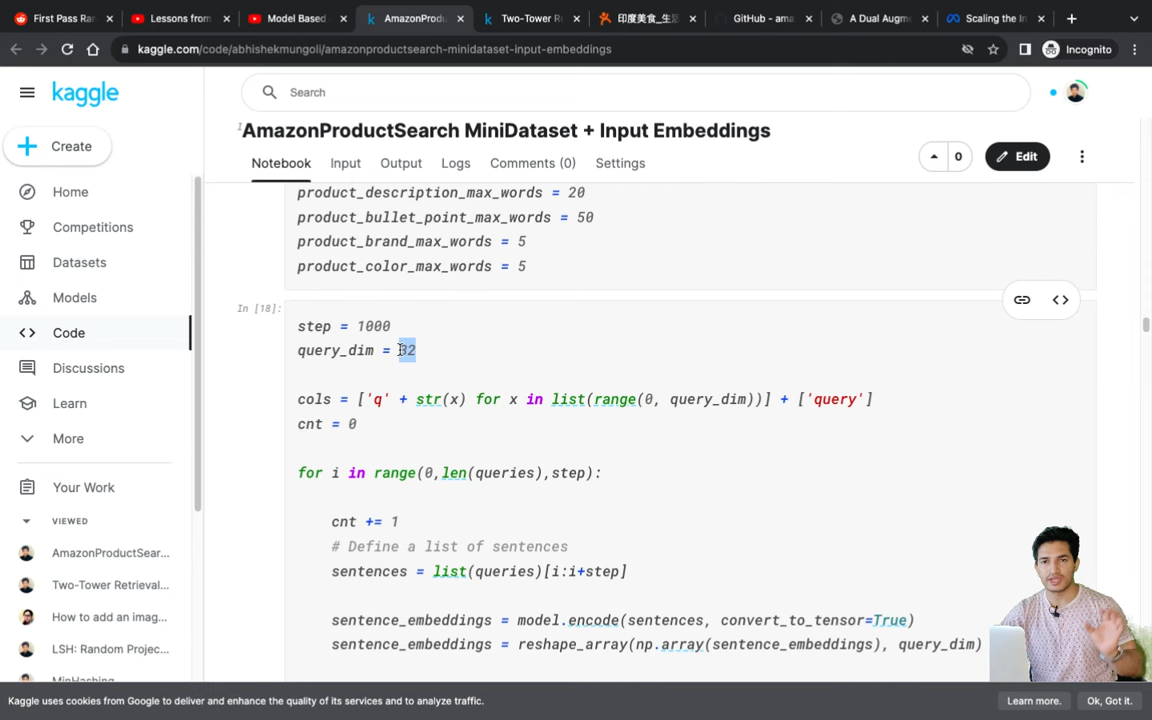 First Pass Ra
Lessons from
Model Based
AmazonProdu
Two-Tower Re
印度美食_生活
GitHub - ama
A Dual Augme
Scaling the In
kaggle.com/code/abhishekmungoli/amazonproductsearch-minidataset-input-embeddings
Incognito
kaggle
Search
Create
AmazonProductSearch MiniDataset + Input Embeddings
0
Edit
Notebook
Input
Output
Logs
Comments (0)
Settings
Home
Competitions
Datasets
Models
Code
Discussions
Learn
More
Your Work
VIEWED
AmazonProductSear...
Two-Tower Retrieval...
How to add an imag...
LSH: Random Projec...
MinHashing
product_description_max_words = 20
product_bullet_point_max_words = 50
product_brand_max_words = 5
product_color_max_words = 5
In [18]:
step = 1000
query_dim = 32
cols = ['q' + str(x) for x in list(range(0, query_dim))] + ['query']
cnt = 0
for i in range(0,len(queries),step):
cnt += 1
# Define a list of sentences
sentences = list(queries)[i:i+step]
sentence_embeddings = model.encode(sentences, convert_to_tensor=True)
sentence_embeddings = reshape_array(np.array(sentence_embeddings), query_dim)
Kaggle uses cookies from Google to deliver and enhance the quality of its services and to analyze traffic.
Learn more.
Ok, Got it.